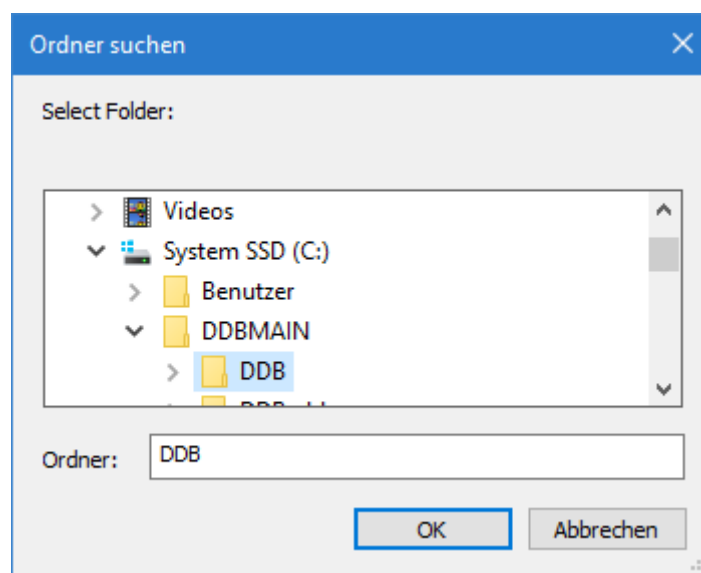 Ordner suchen
Select Folder:
Videos
System SSD (C:)
Benutzer
DDBMAIN
DDB
Ordner: DDB
OK Abbrechen